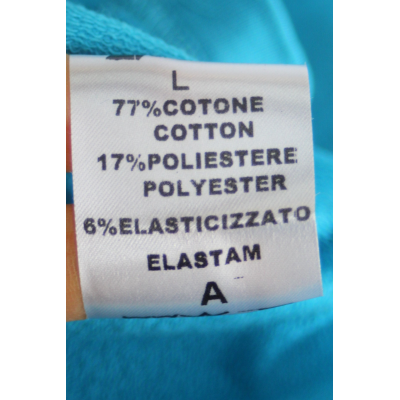 L
77%COTONE
COTTON
17%POLIESTERE
POLYESTER
6%ELASTICIZZATO
ELASTAM
A